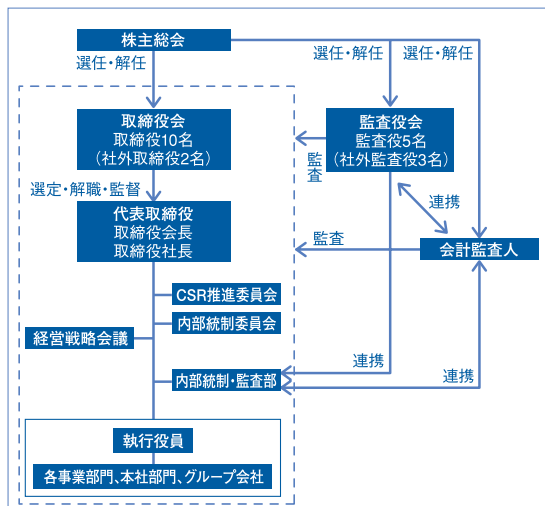 株主総会
選任・解任
選任・解任
選任・解任
取締役会
取締役10名
（社外取締役2名）
監査役会
監査役5名
（社外監査役3名）
監査
選定・解職・監督
連携
代表取締役
取締役会長
取締役社長
監査
会計監査人
CSR推進委員会
内部統制委員会
経営戦略会議
連携
内部統制・監査部
連携
執行役員
各事業部門、本社部門、グループ会社